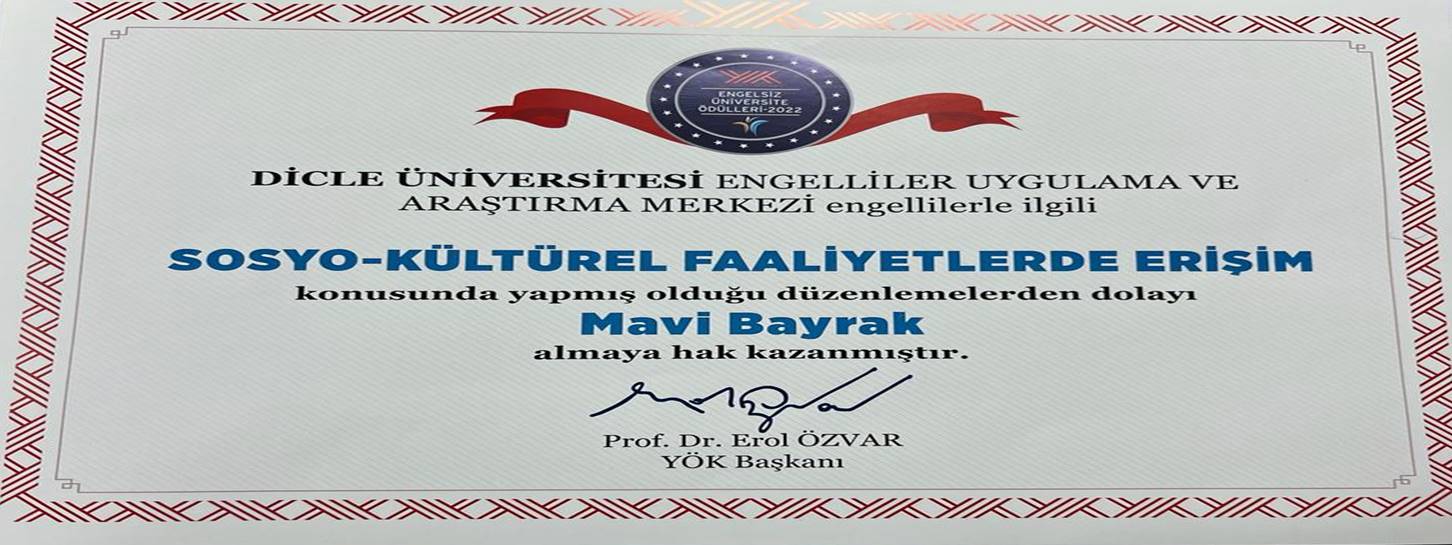 ENGELSİZ
ÜNİVERSİTE
ÖDÜLLERİ-2022
DİCLE ÜNİVERSİTESİ ENGELLİLER UYGULAMA VE
ARAŞTIRMA MERKEZİ engellilerle ilgili
SOSYO-KÜLTÜREL FAALİYETLERDE ERİŞİM
konusunda yapmış olduğu düzenlemelerden dolayı
Mavi Bayrak
almaya hak kazanmıştır.
Prof. Dr. Erol ÖZVAR
YÖK Başkanı